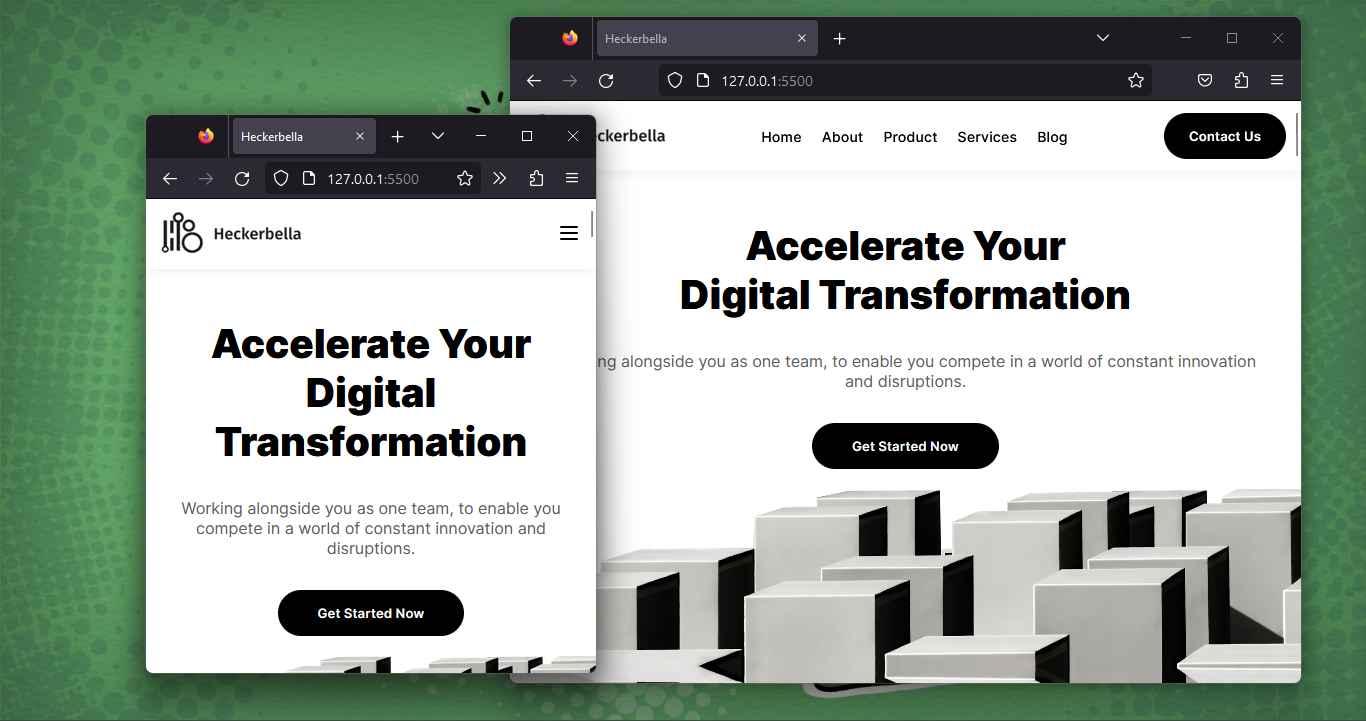 Heckerbella
127.0.0.1:5500
Heckerbella
Accelerate Your
Digital
Transformation
Working alongside you as one team, to enable you
compete in a world of constant innovation and
disruptions.
Get Started Now
Heckerbella
127.0.0.1:5500
ckerbella
Home About Product Services Blog
Contact Us
Accelerate Your
Digital Transformation
ng alongside you as one team, to enable you compete in a world of constant innovation
and disruptions.
Get Started Now